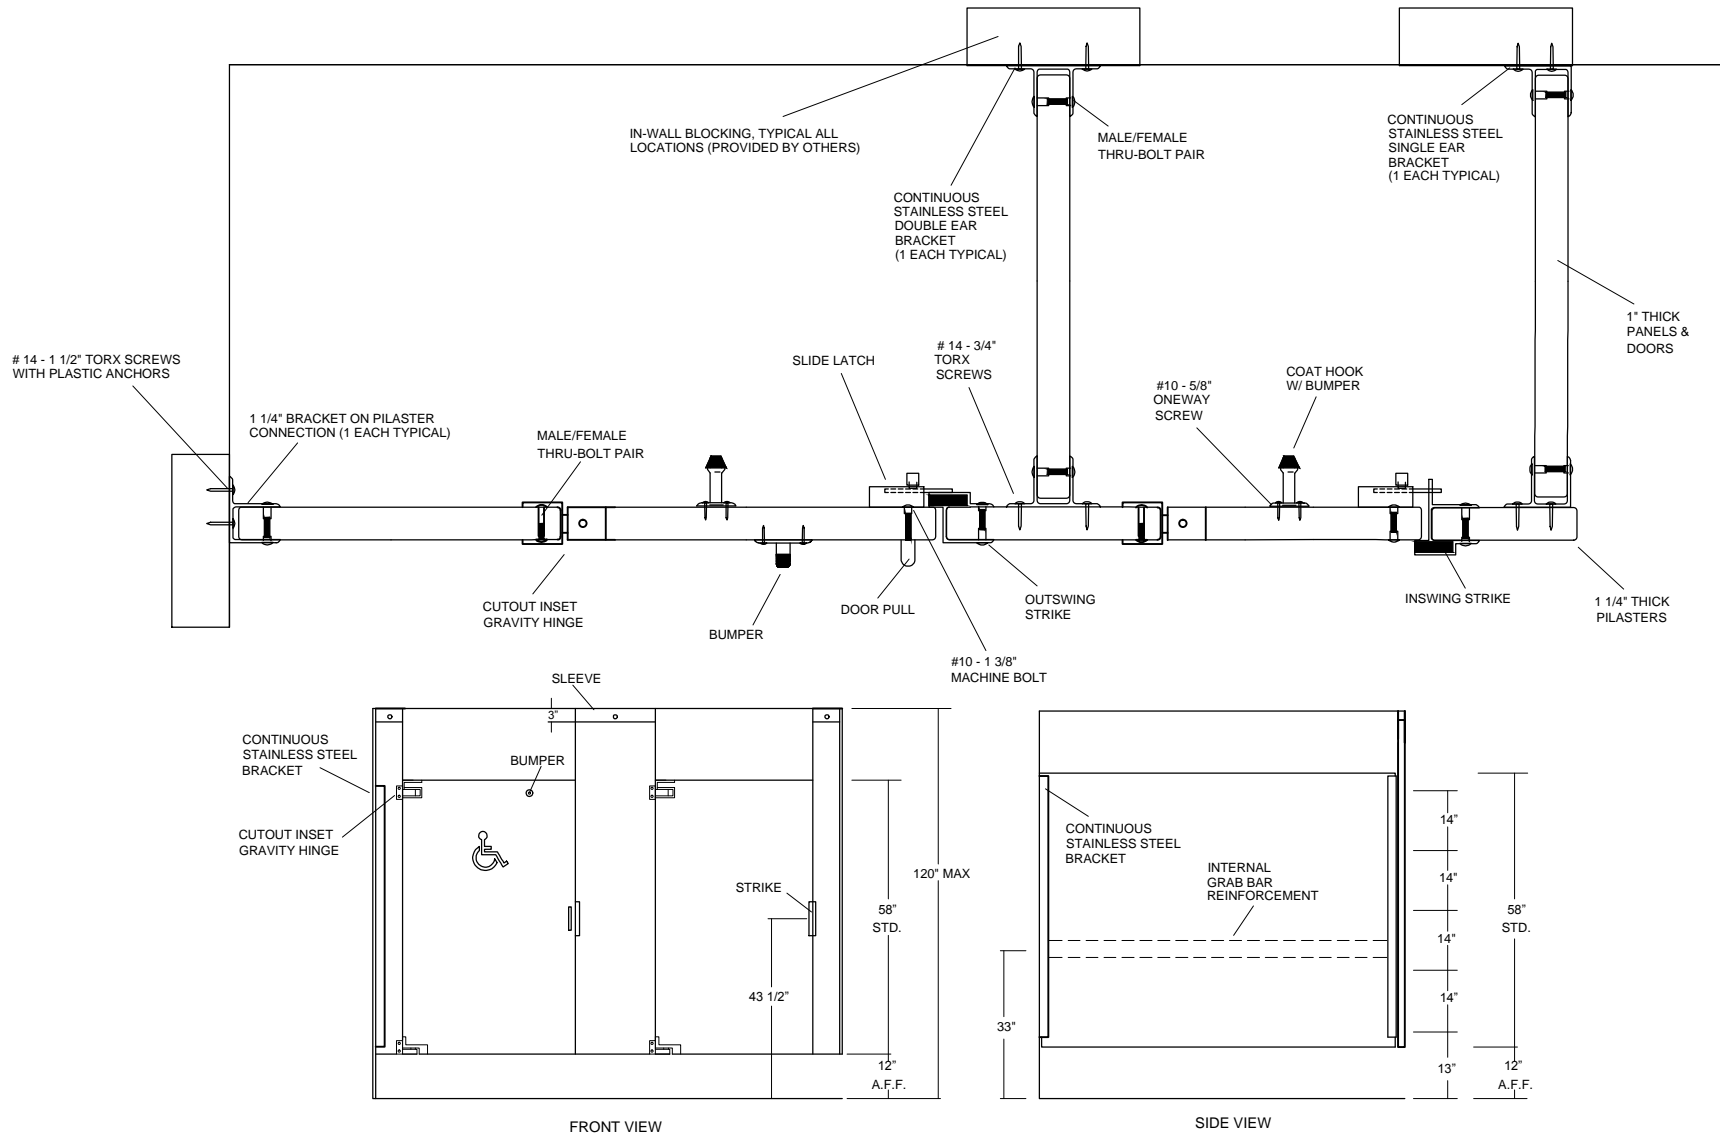 IN-WALL BLOCKING, TYPICAL ALL
LOCATIONS (PROVIDED BY OTHERS)
MALE/FEMALE
THRU-BOLT PAIR
CONTINUOUS
STAINLESS STEEL
SINGLE EAR
BRACKET
(1 EACH TYPICAL)
CONTINUOUS
STAINLESS STEEL
DOUBLE EAR
BRACKET
(1 EACH TYPICAL)
1" THICK
PANELS &
DOORS
# 14 - 1 1/2" TORX SCREWS
WITH PLASTIC ANCHORS
1 1/4" BRACKET ON PILASTER
CONNECTION (1 EACH TYPICAL)
MALE/FEMALE
THRU-BOLT PAIR
SLIDE LATCH
# 14 - 3/4"
TORX
SCREWS
#10 - 5/8"
ONEWAY
SCREW
COAT HOOK
W/ BUMPER
CUTOUT INSET
GRAVITY HINGE
BUMPER
DOOR PULL
OUTSWING
STRIKE
#10 - 1 3/8"
MACHINE BOLT
INSWING STRIKE
1 1/4" THICK
PILASTERS
SLEEVE
3"
CONTINUOUS
STAINLESS STEEL
BRACKET
BUMPER
CUTOUT INSET
GRAVITY HINGE
STRIKE
43 1/2"
58"
STD.
120" MAX
12"
A.F.F.
FRONT VIEW
CONTINUOUS
STAINLESS STEEL
BRACKET
INTERNAL
GRAB BAR
REINFORCEMENT
33"
14"
14"
14"
14"
13"
58"
STD.
12"
A.F.F.
SIDE VIEW